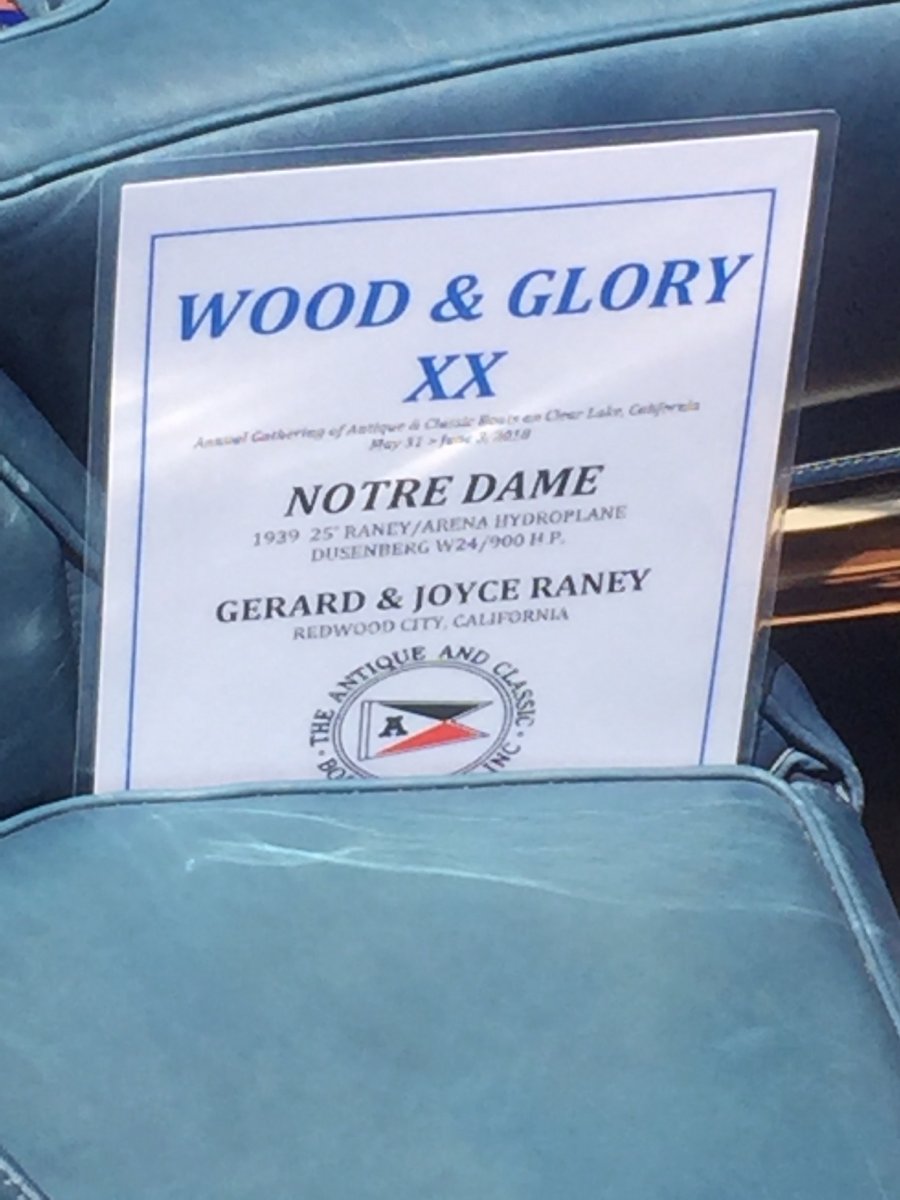 WOOD & GLORY
XX
Annual Gathering of Antique & Classic Boats on Clear Lake, California
May 31 > June 3, 2018
NOTRE DAME
1939 25' RANEY/ARENA HYDROPLANE
DUSENBERG W24/900 H.P.
GERARD & JOYCE RANEY
REDWOOD CITY, CALIFORNIA
· THE ANTIQUE AND CLASSIC ·
A
INC